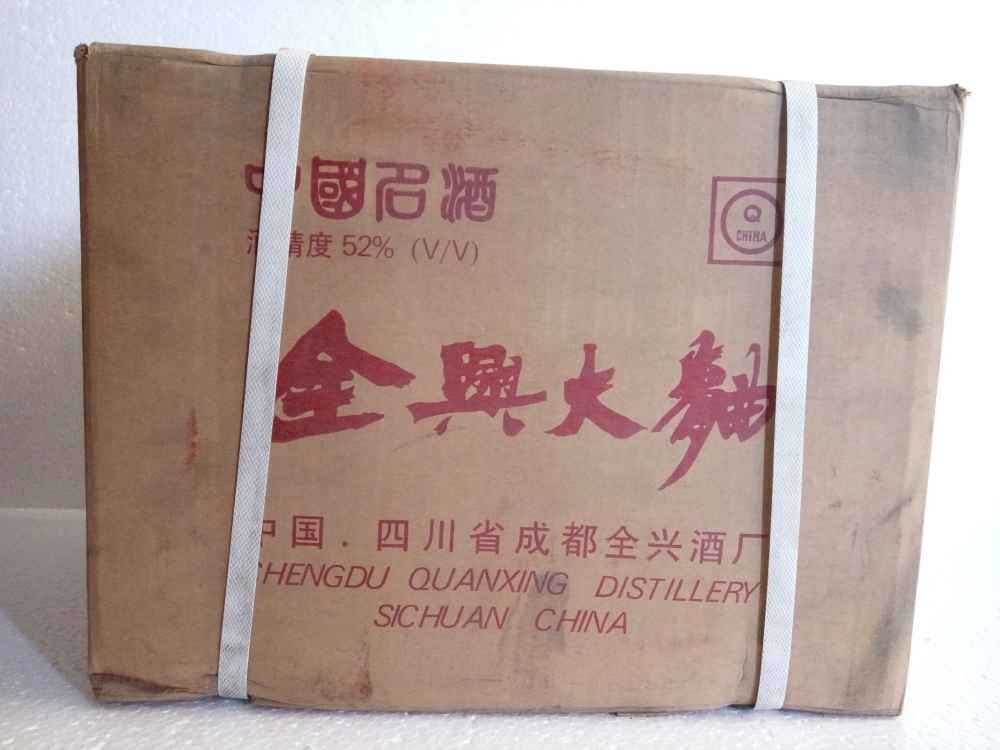 中國名酒
酒精度 52% (V/V)
Q
CHINA
全興大麯
中国．四川省成都全兴酒厂
CHENGDU QUANXING DISTILLERY
SICHUAN CHINA